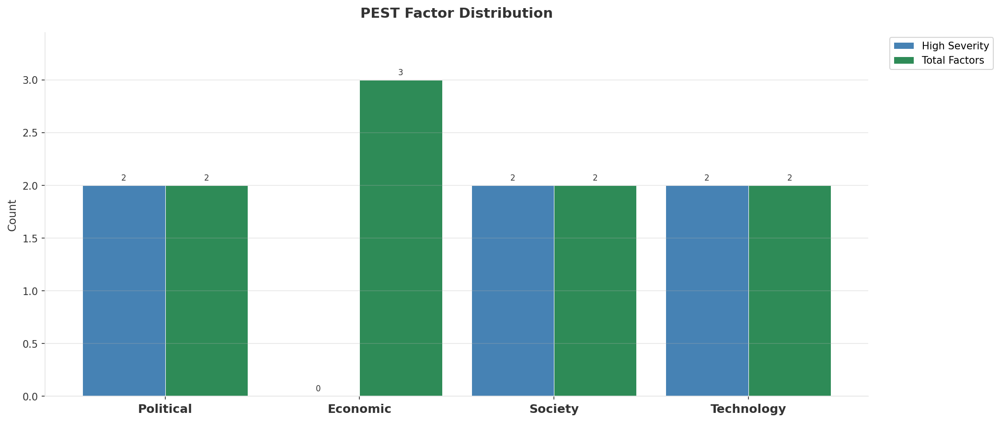 PEST Factor Distribution
High Severity
Total Factors
Count
3.0
2.5
2.0
1.5
1.0
0.5
0.0
2
2
0
3
2
2
2
2
Political
Economic
Society
Technology